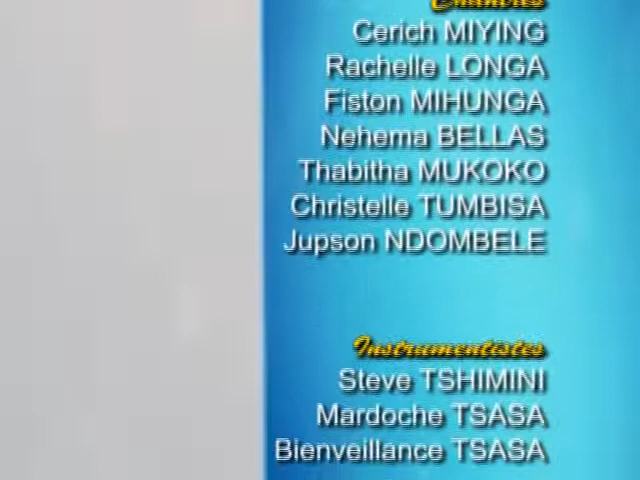 Chantres
Cerich MIYING
Rachelle LONGA
Fiston MIHUNGA
Nehema BELLAS
Thabitha MUKOKO
Christelle TUMBISA
Jupson NDOMBELE
Instrumentistes
Steve TSHIMINI
Mardoche TSASA
Bienveillance TSASA